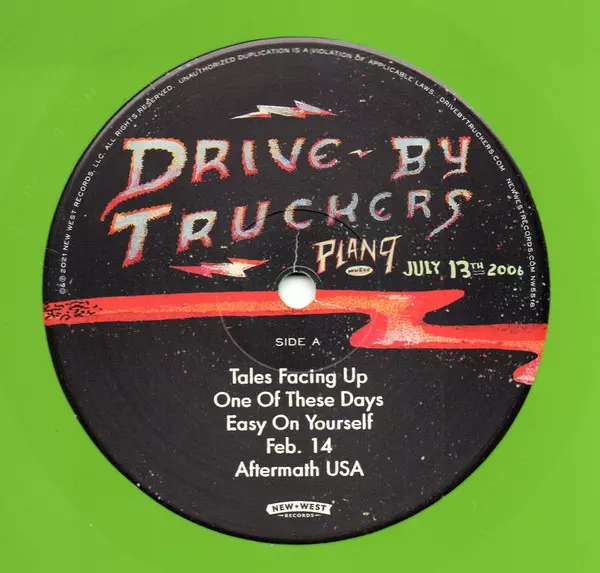 ℗© 2021 NEW WEST RECORDS, LLC. ALL RIGHTS RESERVED. UNAUTHORIZED DUPLICATION IS A VIOLATION OF APPLICABLE LAWS. DRIVEBYTRUCKERS.COM NEWWESTRECORDS.COM NW5516
DRIVE-BY
TRUCKERS
PLAN 9
MUSIC
JULY 13TH 2006
SIDE A
Tales Facing Up
One Of These Days
Easy On Yourself
Feb. 14
Aftermath USA
NEW★WEST
RECORDS